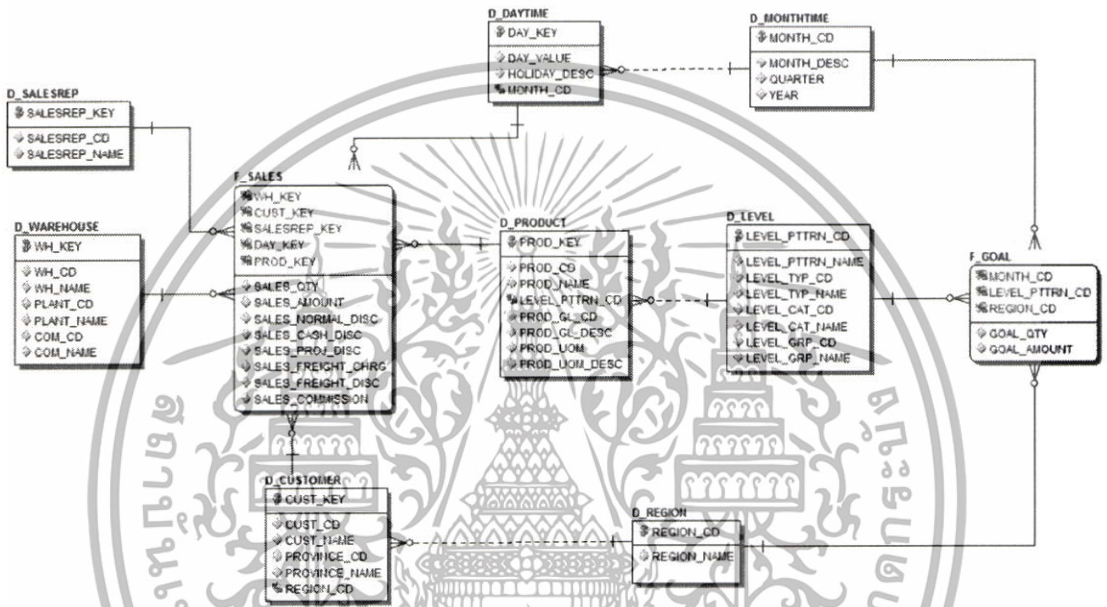 D_DAYTIME
DAY_KEY
DAY_VALUE
HOLIDAY_DESC
MONTH_CD
D_MONTHTIME
MONTH_CD
MONTH_DESC
QUARTER
YEAR
D_SALESREP
SALESREP_KEY
SALESREP_CD
SALESREP_NAME
F_SALES
WH_KEY
CUST_KEY
SALESREP_KEY
DAY_KEY
PROD_KEY
SALES_QTY
SALES_AMOUNT
SALES_NORMAL_DISC
SALES_CASH_DISC
SALES_PROJ_DISC
SALES_FREIGHT_CHRG
SALES_FREIGHT_DISC
SALES_COMMISSION
D_WAREHOUSE
WH_KEY
WH_CD
WH_NAME
PLANT_CD
PLANT_NAME
COM_CD
COM_NAME
D_PRODUCT
PROD_KEY
PROD_CD
PROD_NAME
LEVEL_PTTRN_CD
PROD_GL_CD
PROD_GL_DESC
PROD_UOM
PROD_UOM_DESC
D_LEVEL
LEVEL_PTTRN_CD
LEVEL_PTTRN_NAME
LEVEL_TYP_CD
LEVEL_TYP_NAME
LEVEL_CAT_CD
LEVEL_CAT_NAME
LEVEL_GRP_CD
LEVEL_GRP_NAME
F_GOAL
MONTH_CD
LEVEL_PTTRN_CD
REGION_CD
GOAL_QTY
GOAL_AMOUNT
D_CUSTOMER
CUST_KEY
CUST_CD
CUST_NAME
PROVINCE_CD
PROVINCE_NAME
REGION_CD
D_REGION
REGION_CD
REGION_NAME